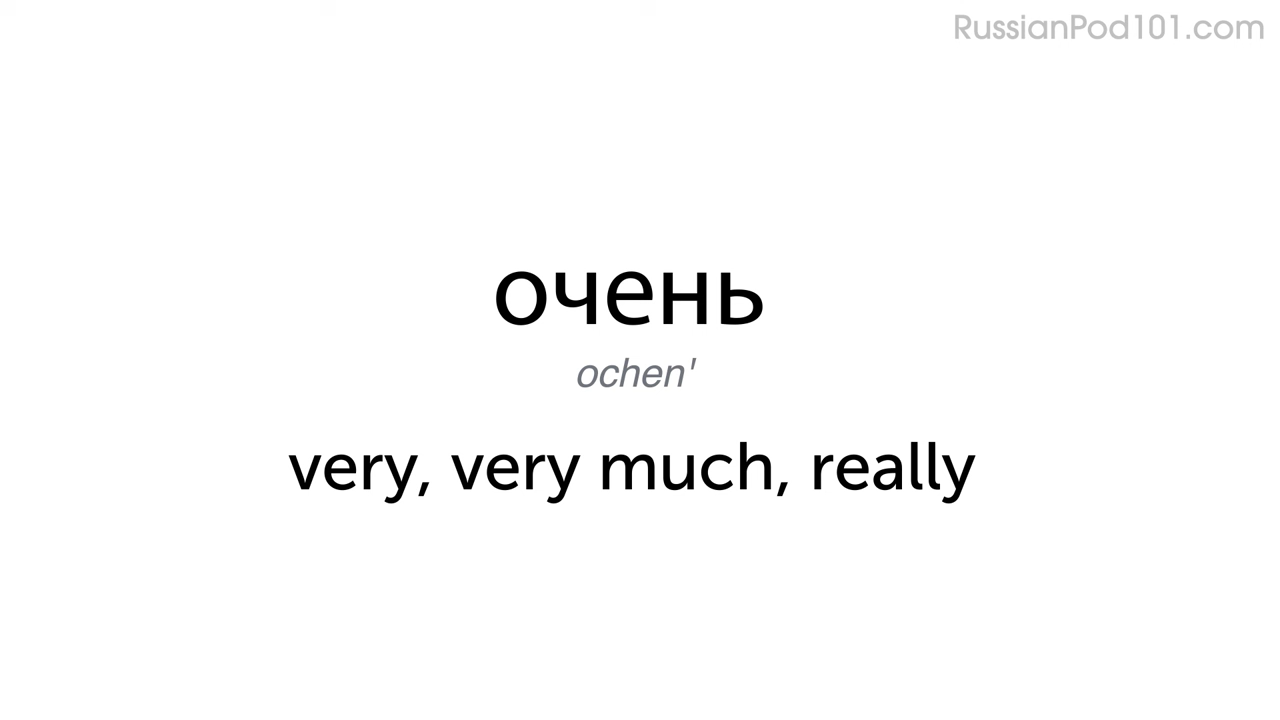 RussianPod101.com
очень
ochen'
very, very much, really